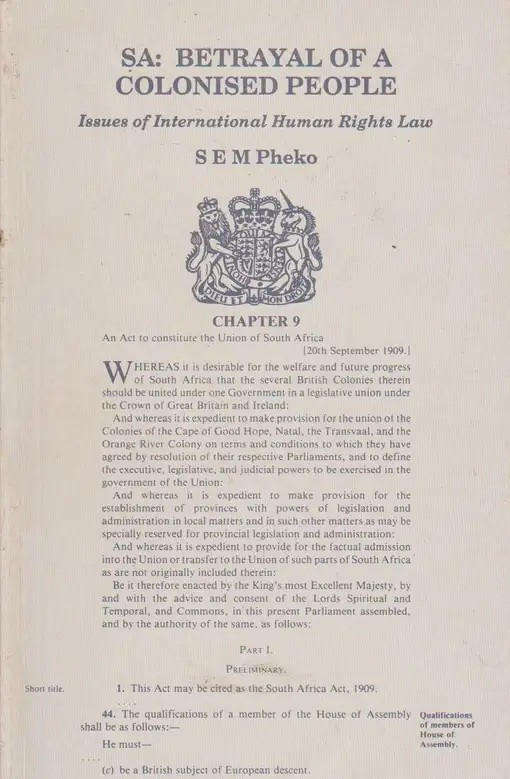 SA: BETRAYAL OF A
COLONISED PEOPLE
Issues of International Human Rights Law
S E M Pheko
DIEU ET MON DROIT
CHAPTER 9
An Act to constitute the Union of South Africa
[20th September 1909.]
WHEREAS it is desirable for the welfare and future progress
of South Africa that the several British Colonies therein
should be united under one Government in a legislative union under
the Crown of Great Britain and Ireland:
And whereas it is expedient to make provision for the union of the
Colonies of the Cape of Good Hope, Natal, the Transvaal, and the
Orange River Colony on terms and conditions to which they have
agreed by resolution of their respective Parliaments, and to define
the executive, legislative, and judicial powers to be exercised in the
government of the Union:
And whereas it is expedient to make provision for the
establishment of provinces with powers of legislation and
administration in local matters and in such other matters as may be
specially reserved for provincial legislation and administration:
And whereas it is expedient to provide for the factual admission
into the Union or transfer to the Union of such parts of South Africa
as are not originally included therein:
Be it therefore enacted by the King's most Excellent Majesty, by
and with the advice and consent of the Lords Spiritual and
Temporal, and Commons, in this present Parliament assembled,
and by the authority of the same, as follows:
PART I.
PRELIMINARY.
Short title. 1. This Act may be cited as the South Africa Act, 1909.
. . . .
44. The qualifications of a member of the House of Assembly
shall be as follows:—
Qualifications
of members of
House of
Assembly.
He must—
. . . .
(c) be a British subject of European descent.